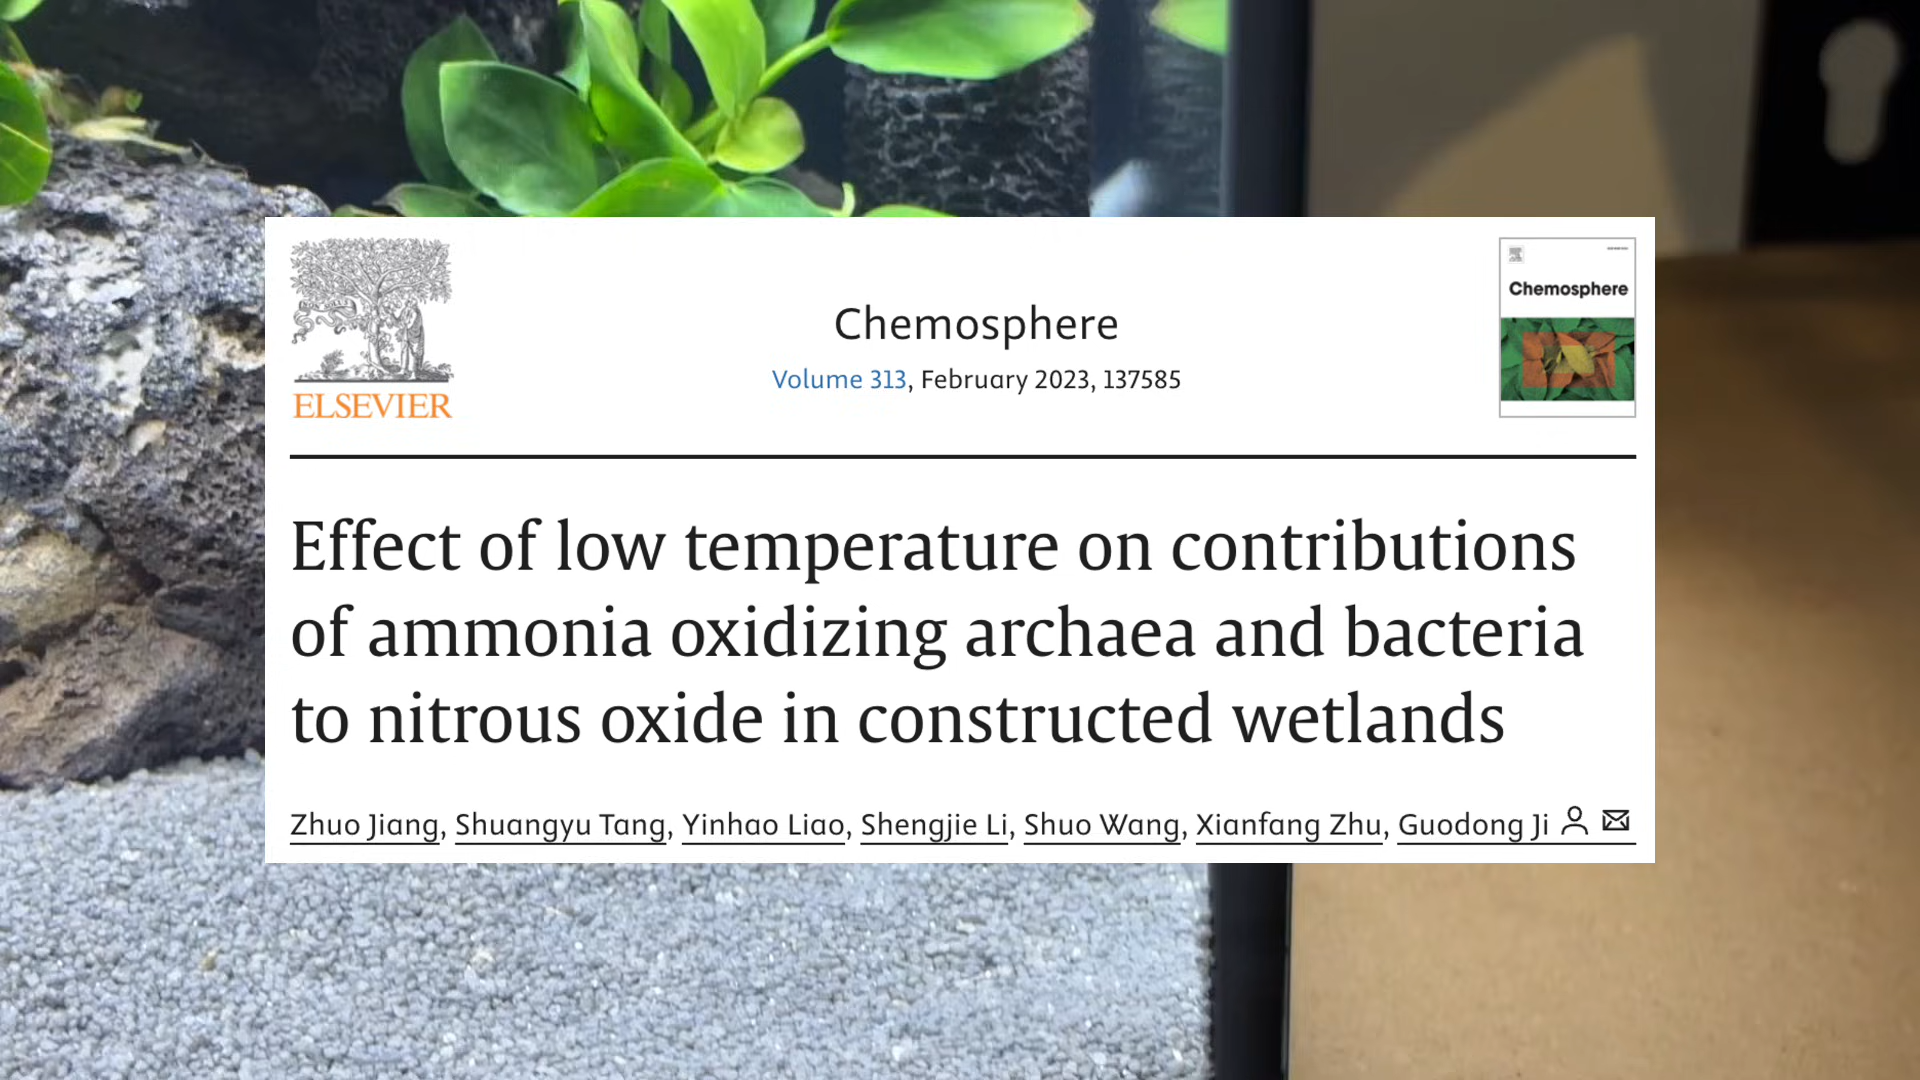 ELSEVIER
Chemosphere
Volume 313, February 2023, 137585
Chemosphere
Effect of low temperature on contributions
of ammonia oxidizing archaea and bacteria
to nitrous oxide in constructed wetlands
Zhuo Jiang, Shuangyu Tang, Yinhao Liao, Shengjie Li, Shuo Wang, Xianfang Zhu, Guodong Ji